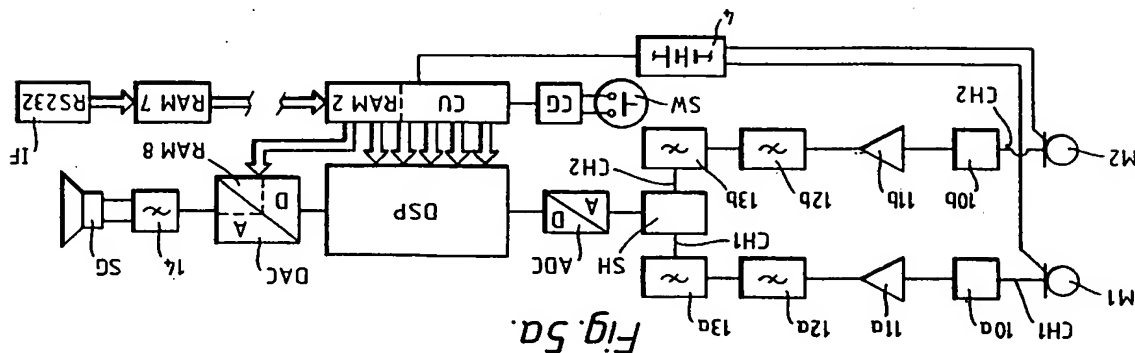 Fig. 5a.
M1
CH1
10a
11a
12a
13a
CH1
SH
ADC
DAC
14
SG
A
D
DSP
A
D
CH2
RAM 8
M2
CH2
10b
11b
12b
13b
SW
CG
CU
RAM 2
RAM 7
RS232
IF
4